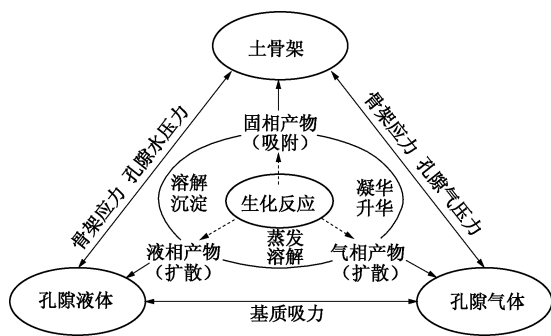 土骨架
骨架应力 孔隙水压力
骨架应力 孔隙气压力
固相产物
（吸附）
溶解
沉淀
凝华
升华
生化反应
蒸发
溶解
液相产物
（扩散）
气相产物
（扩散）
孔隙液体
基质吸力
孔隙气体